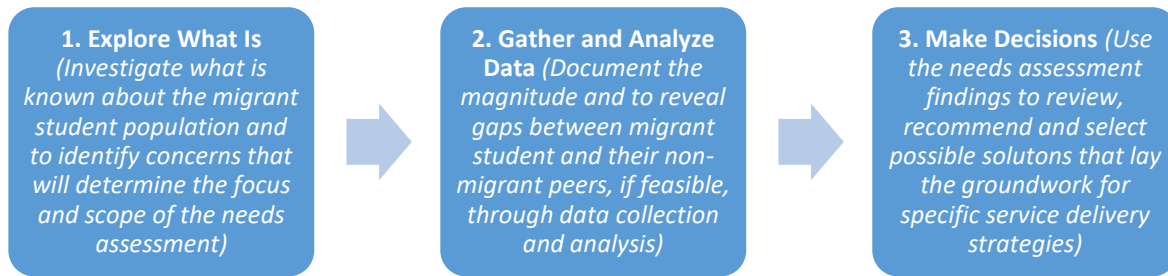 1. Explore What Is
(Investigate what is
known about the migrant
student population and
to identify concerns that
will determine the focus
and scope of the needs
assessment)
2. Gather and Analyze
Data (Document the
magnitude and to reveal
gaps between migrant
student and their non-
migrant peers, if feasible,
through data collection
and analysis)
3. Make Decisions (Use
the needs assessment
findings to review,
recommend and select
possible solutons that lay
the groundwork for
specific service delivery
strategies)